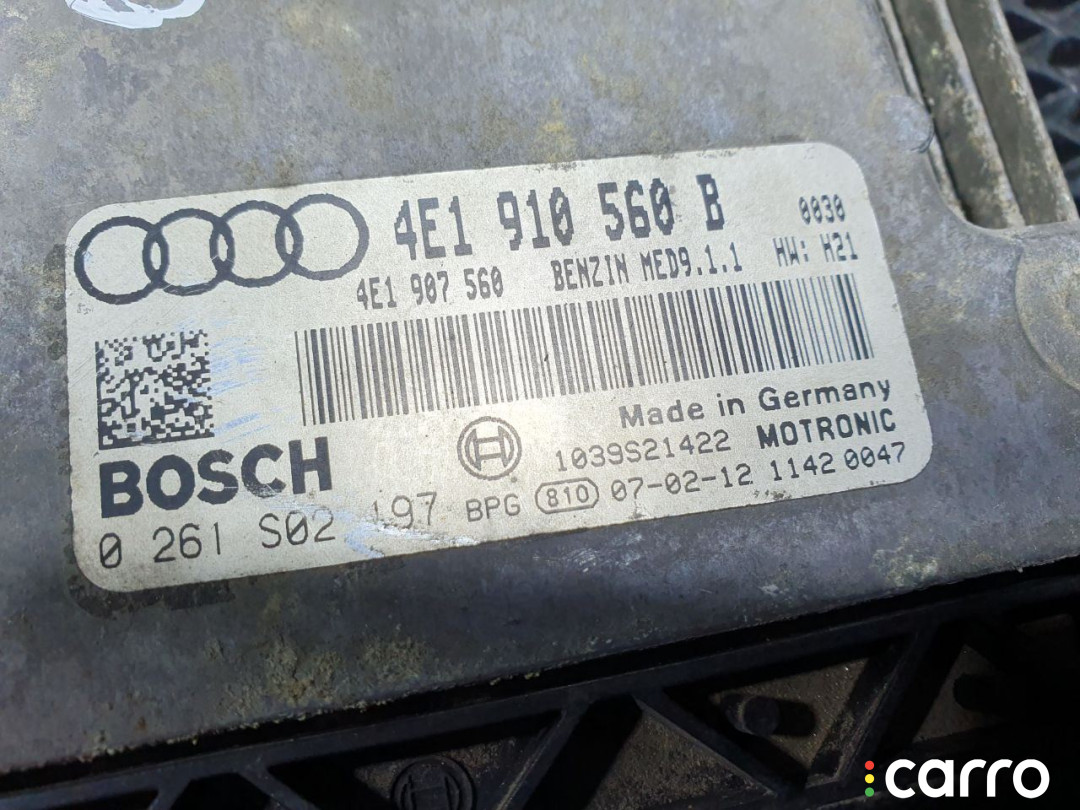 4E1 910 560 B 0030
4E1 907 560 BENZIN MED9.1.1 HW: H21
Made in Germany
BOSCH 1039S21422 MOTRONIC
0 261 S02 197 BPG 810 07-02-12 1142 0047
carro